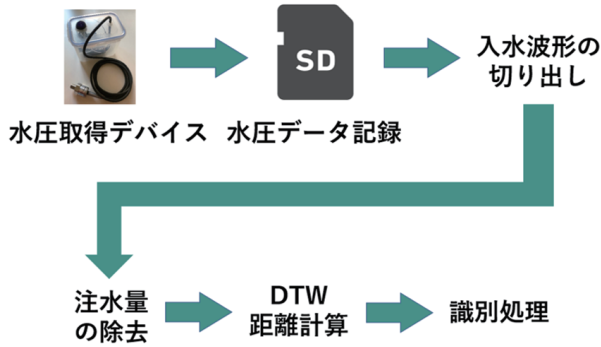 SD
入水波形の
切り出し
水圧取得デバイス
水圧データ記録
注水量
の除去
DTW
距離計算
識別処理